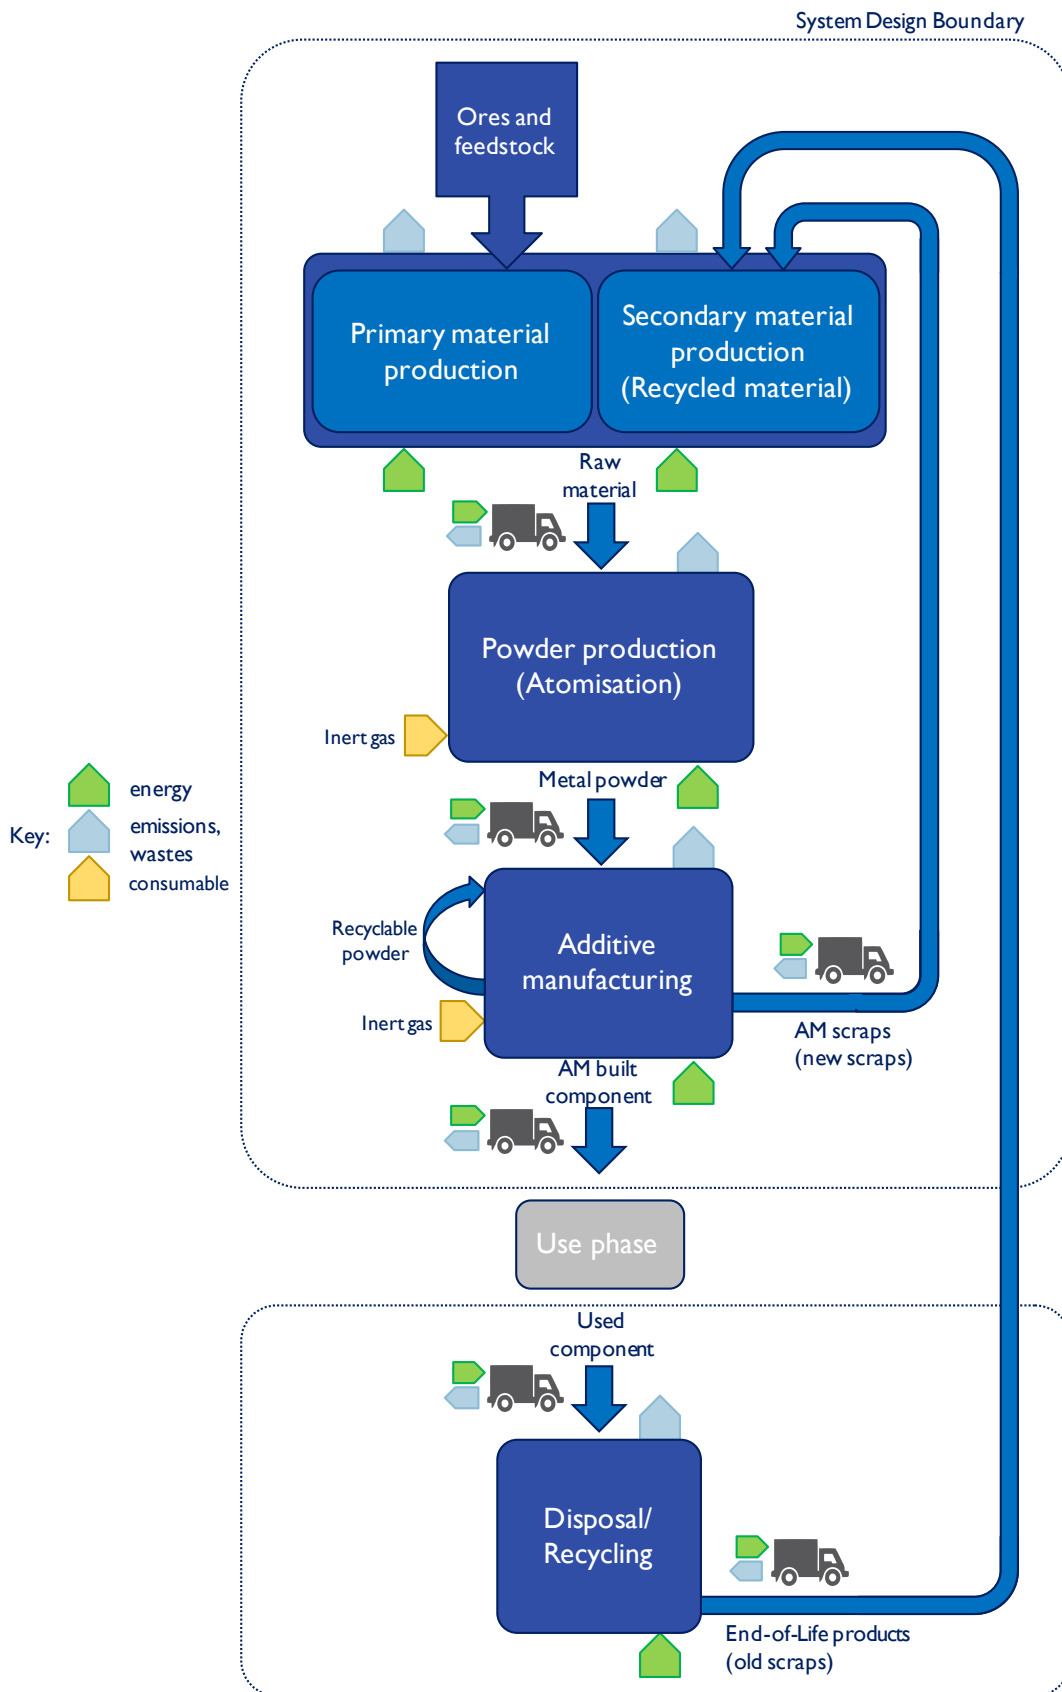 System Design Boundary
Ores and
feedstock
Primary material
production
Secondary material
production
(Recycled material)
Raw
material
Powder production
(Atomisation)
Inert gas
Metal powder
Key:
energy
emissions,
wastes
consumable
Recyclable
powder
Additive
manufacturing
Inert gas
AM scraps
(new scraps)
AM built
component
Use phase
Used
component
Disposal/
Recycling
End-of-Life products
(old scraps)